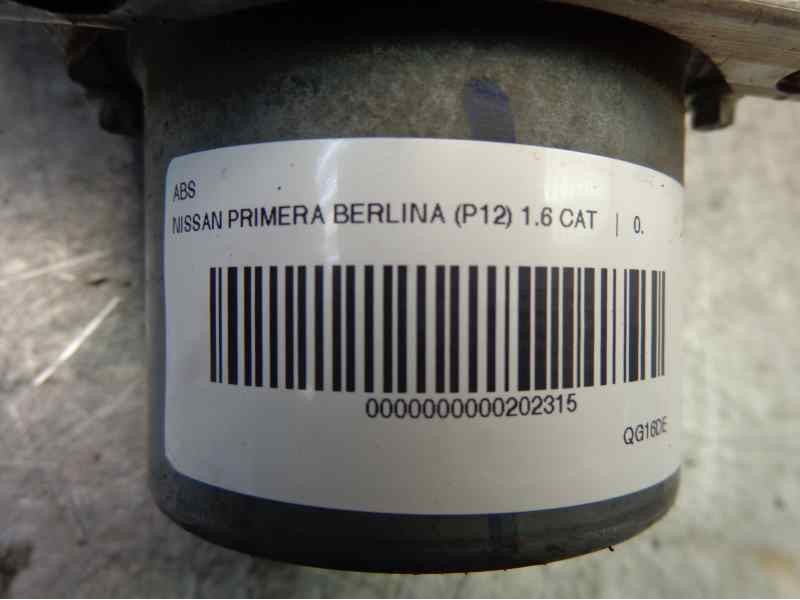 ABS
NISSAN PRIMERA BERLINA (P12) 1.6 CAT | 0.
0000000000202315
QG16DE